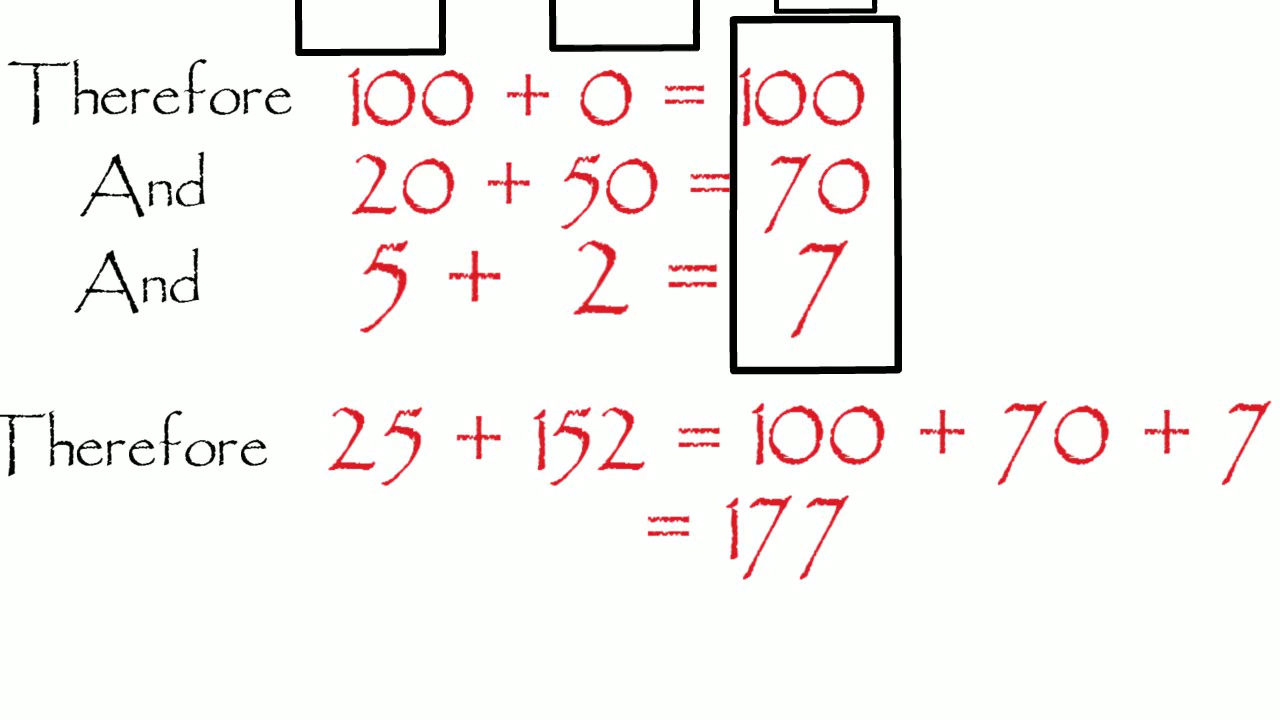 Therefore 100 + 0 = 100
And 20 + 50 = 70
And 5 + 2 = 7
Therefore 25 + 152 = 100 + 70 + 7
= 177